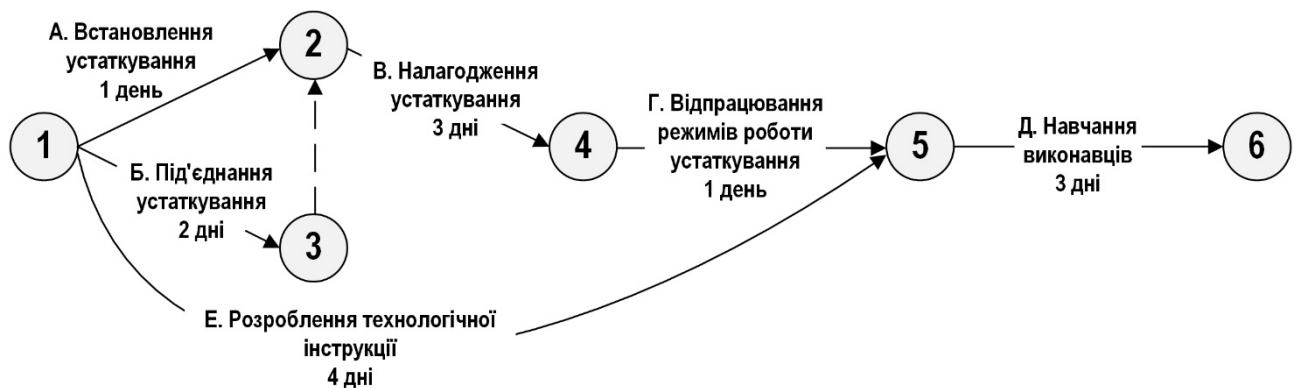 А. Встановлення
устаткування
1 день
2
В. Налагодження
устаткування
3 дні
Г. Відпрацювання
режимів роботи
устаткування
1 день
Д. Навчання
виконавців
3 дні
1
4
5
6
Б. Під'єднання
устаткування
2 дні
3
Е. Розроблення технологічної
інструкції
4 дні